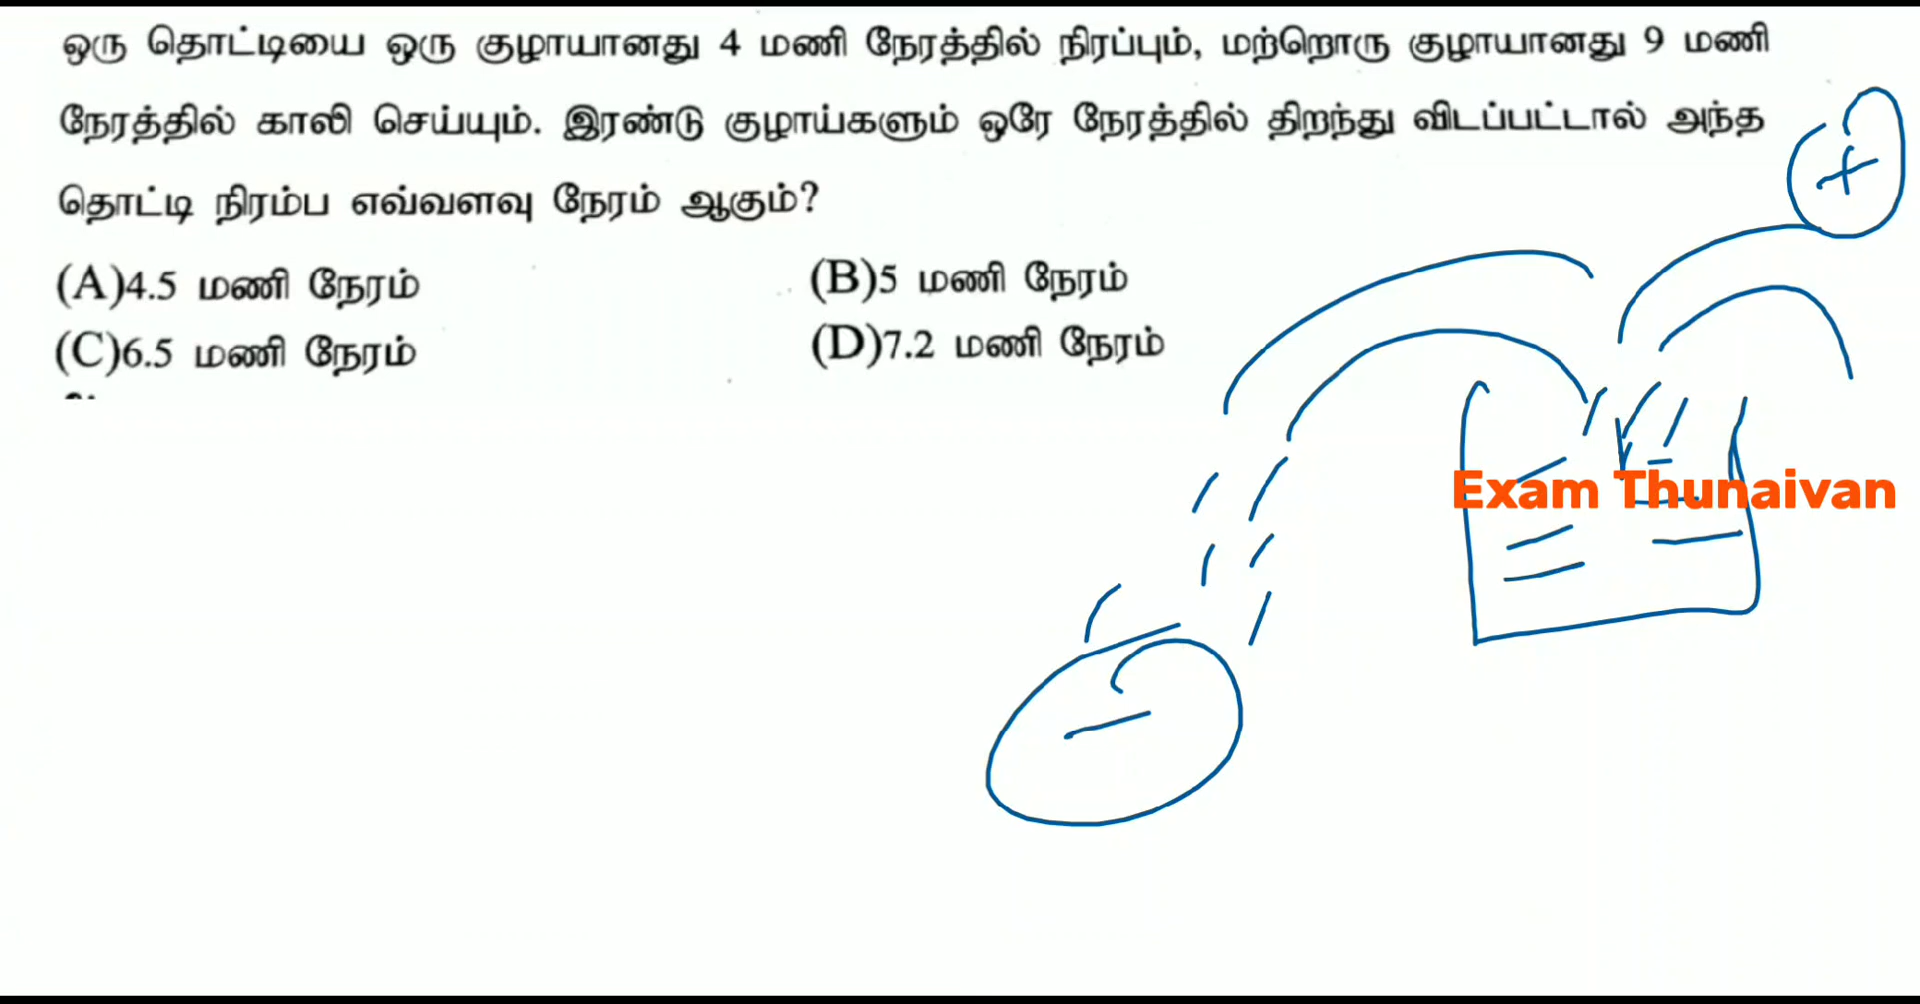 ஒரு தொட்டியை ஒரு குழாயானது 4 மணி நேரத்தில் நிரப்பும், மற்றொரு குழாயானது 9 மணி
நேரத்தில் காலி செய்யும். இரண்டு குழாய்களும் ஒரே நேரத்தில் திறந்து விடப்பட்டால் அந்த
தொட்டி நிரம்ப எவ்வளவு நேரம் ஆகும்?
(A)4.5 மணி நேரம்
(B)5 மணி நேரம்
(C)6.5 மணி நேரம்
(D)7.2 மணி நேரம்
+
Exam Thunaivan
−